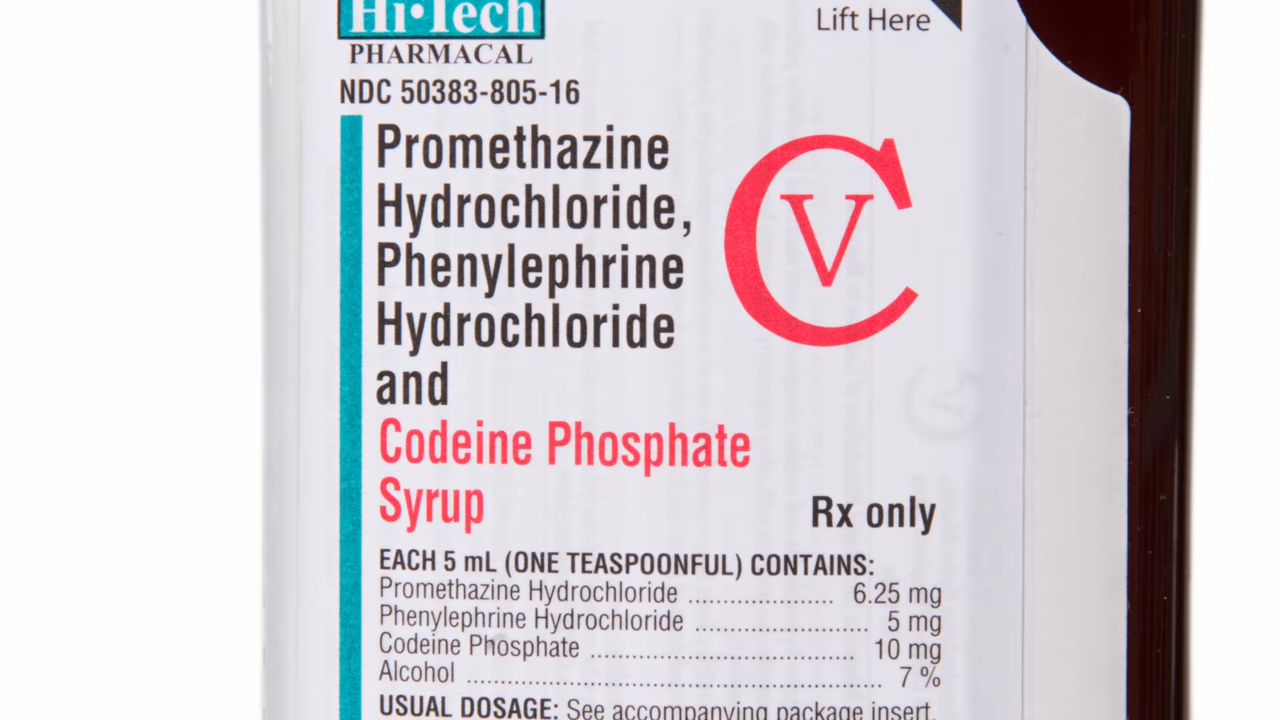 Hi•Tech
Lift Here
PHARMACAL
NDC 50383-805-16
Promethazine
Hydrochloride,
Phenylephrine
Hydrochloride
and
Codeine Phosphate
Syrup
CV
Rx only
EACH 5 mL (ONE TEASPOONFUL) CONTAINS:
Promethazine Hydrochloride .................... 6.25 mg
Phenylephrine Hydrochloride ........................ 5 mg
Codeine Phosphate .................................... 10 mg
Alcohol ......................................................... 7 %
USUAL DOSAGE: See accompanying package insert.